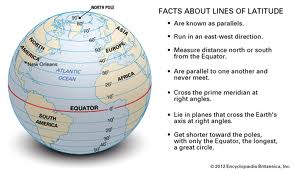 NORTH POLE
FACTS ABOUT LINES OF LATITUDE
NORTH AMERICA
EUROPE
ASIA
New Orleans
ATLANTIC OCEAN
AFRICA
EQUATOR
SOUTH AMERICA
• Are known as parallels.
• Run in an east-west direction.
• Measure distance north or south
from the Equator.
• Are parallel to one another and
never meet.
• Cross the prime meridian at
right angles.
• Lie in planes that cross the Earth's
axis at right angles.
• Get shorter toward the poles,
with only the Equator, the longest,
a great circle.
© 2012 Encyclopædia Britannica, Inc.